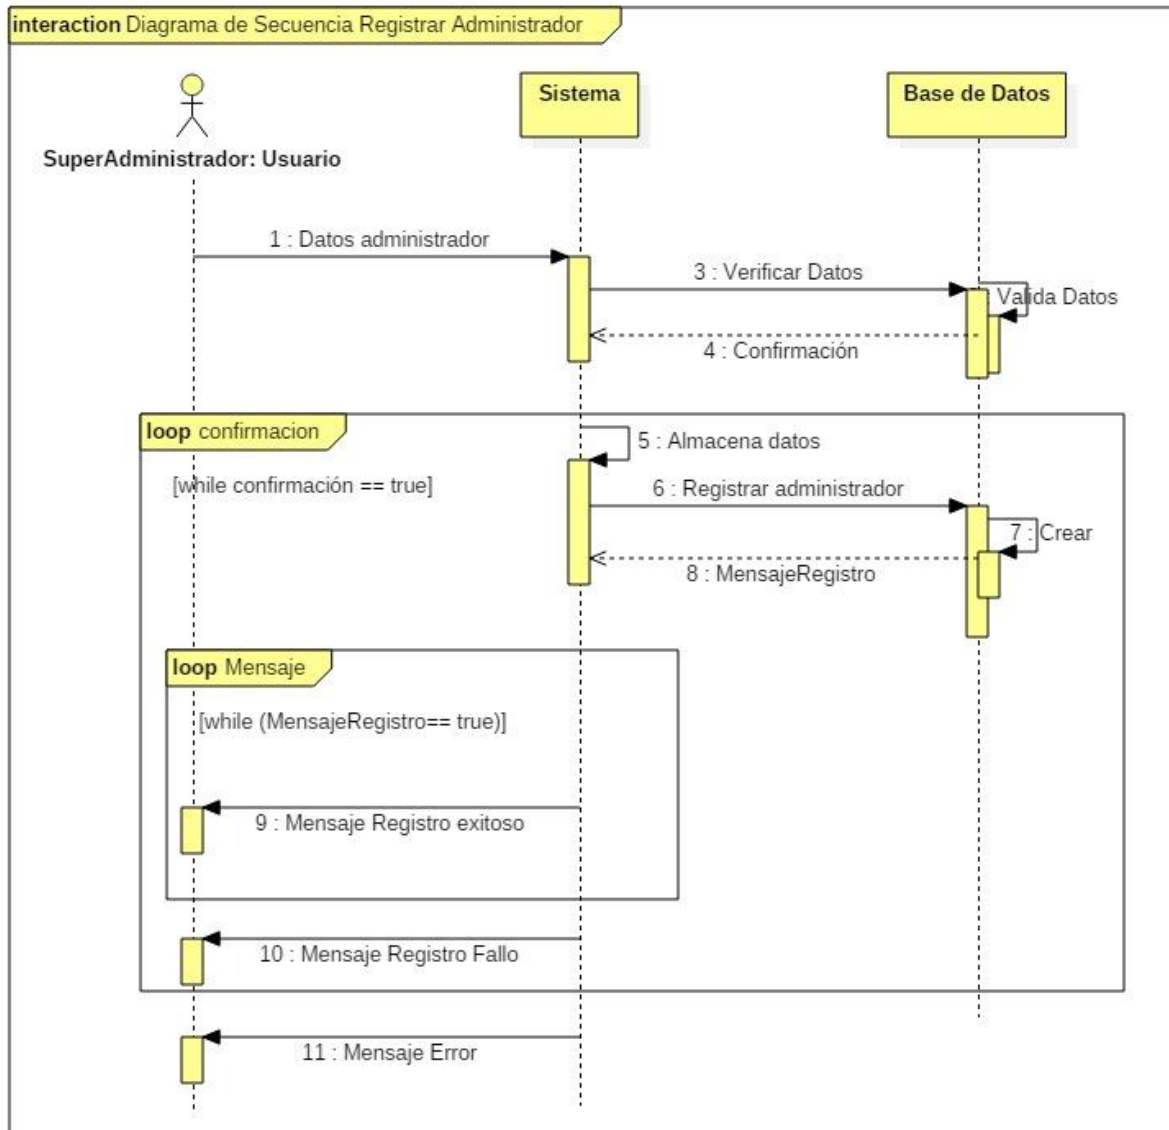 interaction Diagrama de Secuencia Registrar Administrador
Sistema
Base de Datos
SuperAdministrador: Usuario
1 : Datos administrador
3 : Verificar Datos
: Valida Datos
4 : Confirmación
loop confirmacion
5 : Almacena datos
[while confirmación == true]
6 : Registrar administrador
7 : Crear
8 : MensajeRegistro
loop Mensaje
[while (MensajeRegistro== true)]
9 : Mensaje Registro exitoso
10 : Mensaje Registro Fallo
11 : Mensaje Error